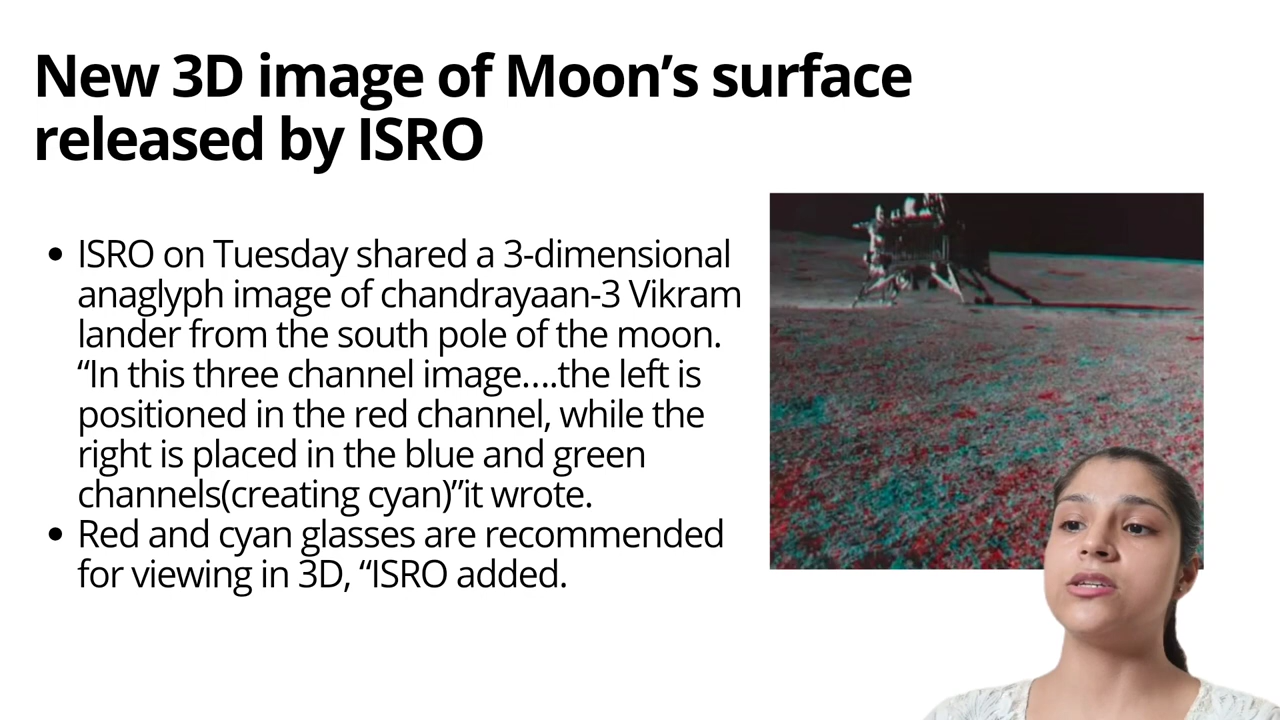 New 3D image of Moon’s surface
released by ISRO
• ISRO on Tuesday shared a 3-dimensional
anaglyph image of chandrayaan-3 Vikram
lander from the south pole of the moon.
“In this three channel image....the left is
positioned in the red channel, while the
right is placed in the blue and green
channels(creating cyan)”it wrote.
• Red and cyan glasses are recommended
for viewing in 3D, “ISRO added.